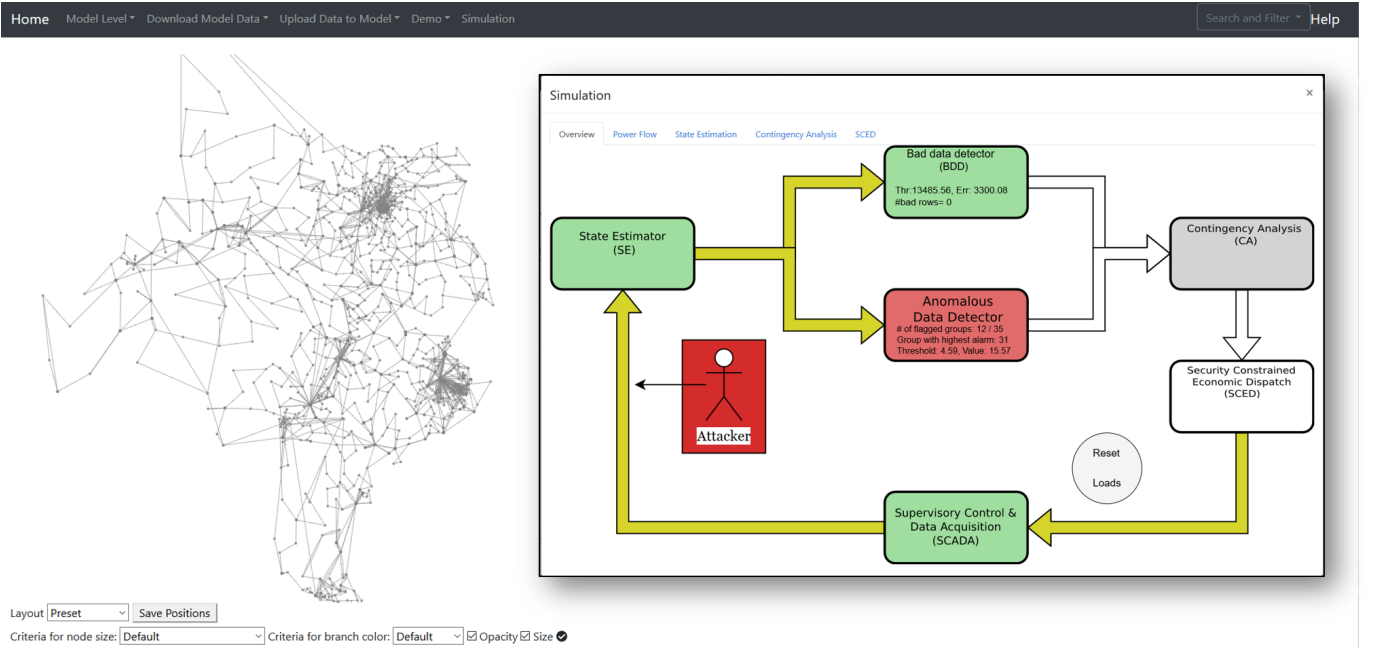 Home Model Level Download Model Data Upload Data to Model Demo Simulation Search and Filter Help
Simulation ×
Overview Power Flow State Estimation Contingency Analysis SCED
Bad data detector
(BDD)
Thr:13485.56, Err: 3300.08
#bad rows= 0
State Estimator
(SE)
Contingency Analysis
(CA)
Anomalous
Data Detector
# of flagged groups: 12 / 35
Group with highest alarm: 31
Threshold: 4.59, Value: 15.57
Security Constrained
Economic Dispatch
(SCED)
Attacker
Reset
Loads
Supervisory Control &
Data Acquisition
(SCADA)
Layout Preset Save Positions
Criteria for node size: Default Criteria for branch color: Default Opacity Size